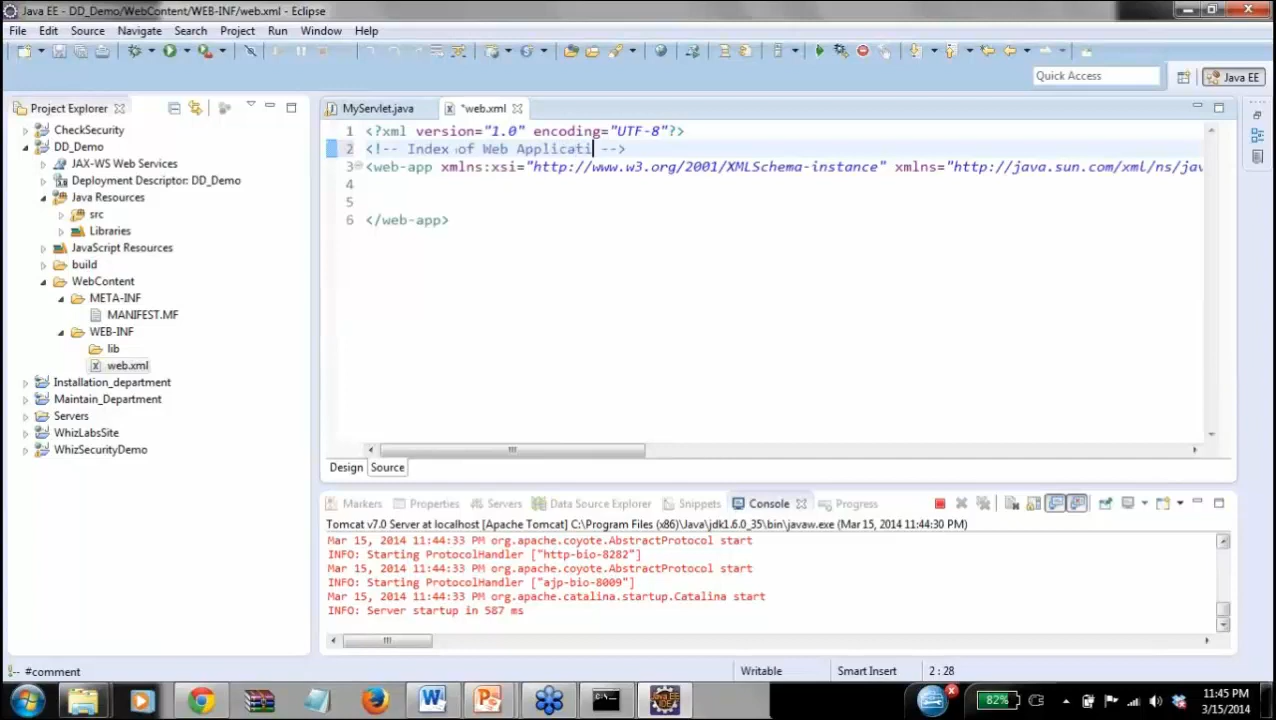 Java EE - DD_Demo/WebContent/WEB-INF/web.xml - Eclipse
File Edit Source Navigate Search Project Run Window Help
Quick Access
Java EE
Project Explorer
CheckSecurity
DD_Demo
JAX-WS Web Services
Deployment Descriptor: DD_Demo
Java Resources
src
Libraries
JavaScript Resources
build
WebContent
META-INF
MANIFEST.MF
WEB-INF
lib
web.xml
Installation_department
Maintain_Department
Servers
WhizLabsSite
WhizSecurityDemo
MyServlet.java *web.xml
1 <?xml version="1.0" encoding="UTF-8"?>
2 <!-- Index of Web Applicati -->
3 <web-app xmlns:xsi="http://www.w3.org/2001/XMLSchema-instance" xmlns="http://java.sun.com/xml/ns/jav
4
5
6 </web-app>
Design Source
Markers Properties Servers Data Source Explorer Snippets Console Progress
Tomcat v7.0 Server at localhost [Apache Tomcat] C:\Program Files (x86)\Java\jdk1.6.0_35\bin\javaw.exe (Mar 15, 2014 11:44:30 PM)
Mar 15, 2014 11:44:33 PM org.apache.coyote.AbstractProtocol start
INFO: Starting ProtocolHandler ["http-bio-8282"]
Mar 15, 2014 11:44:33 PM org.apache.coyote.AbstractProtocol start
INFO: Starting ProtocolHandler ["ajp-bio-8009"]
Mar 15, 2014 11:44:33 PM org.apache.catalina.startup.Catalina start
INFO: Server startup in 587 ms
!-- #comment
Writable
Smart Insert
2 : 28
82%
11:45 PM
3/15/2014